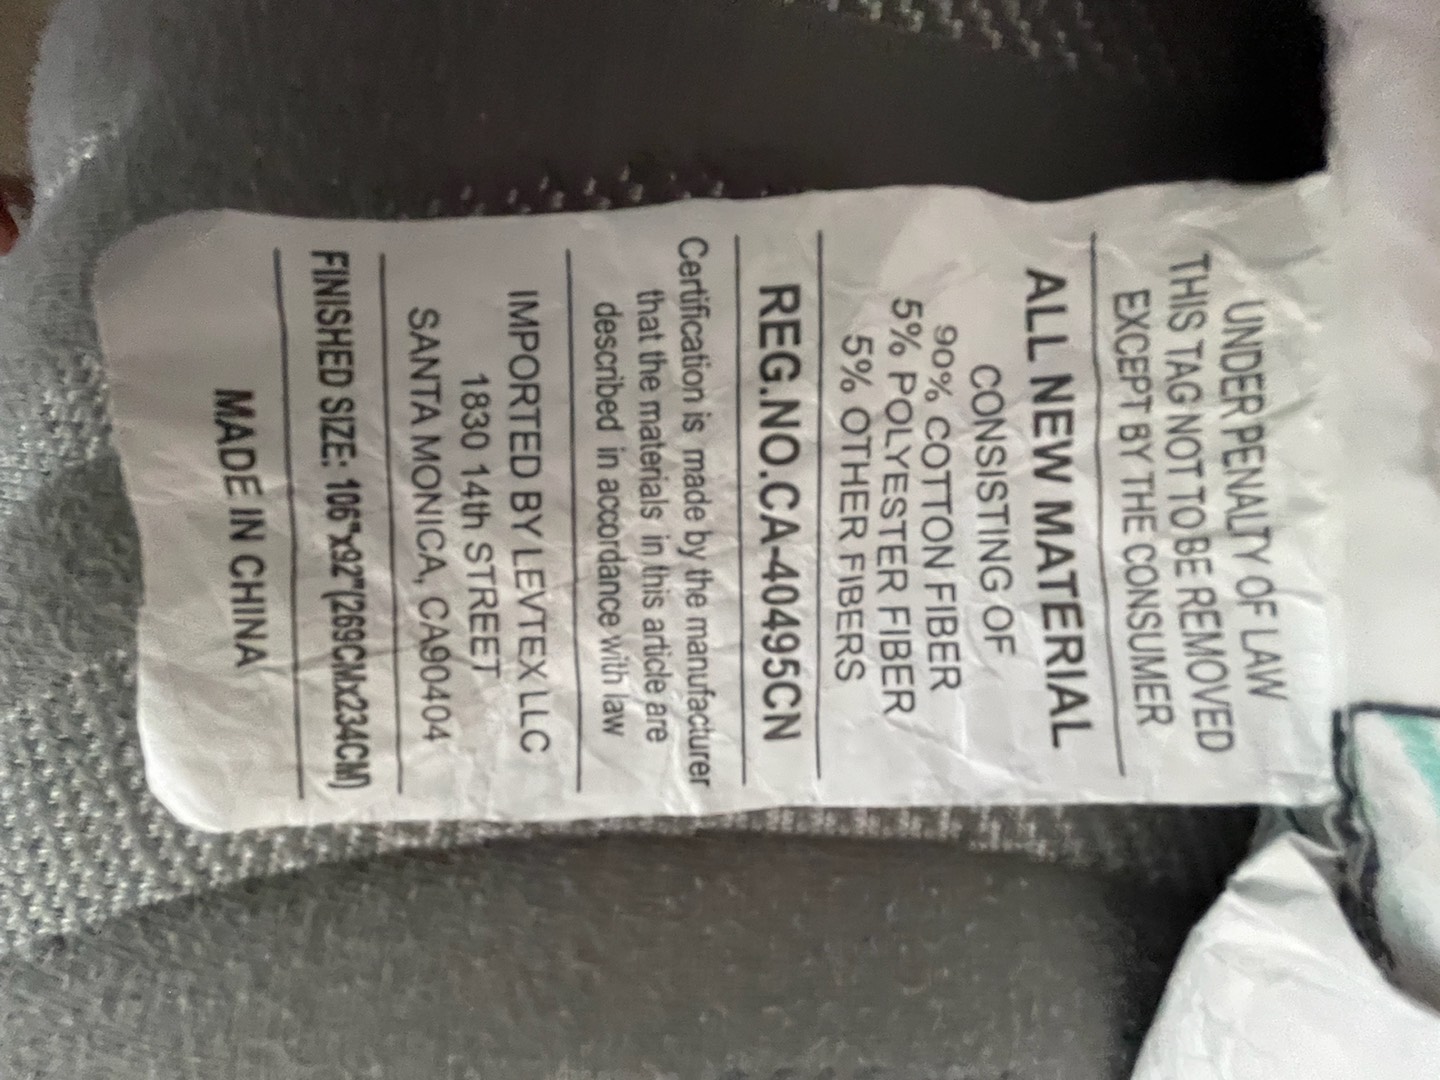 UNDER PENALTY OF LAW
THIS TAG NOT TO BE REMOVED
EXCEPT BY THE CONSUMER
ALL NEW MATERIAL
CONSISTING OF
90% COTTON FIBER
5% POLYESTER FIBER
5% OTHER FIBERS
REG.NO.CA-40495CN
Certification is made by the manufacturer
that the materials in this article are
described in accordance with law
IMPORTED BY LEVTEX LLC
1830 14th STREET
SANTA MONICA, CA90404
FINISHED SIZE: 106"x92"(269CMx234CM)
MADE IN CHINA